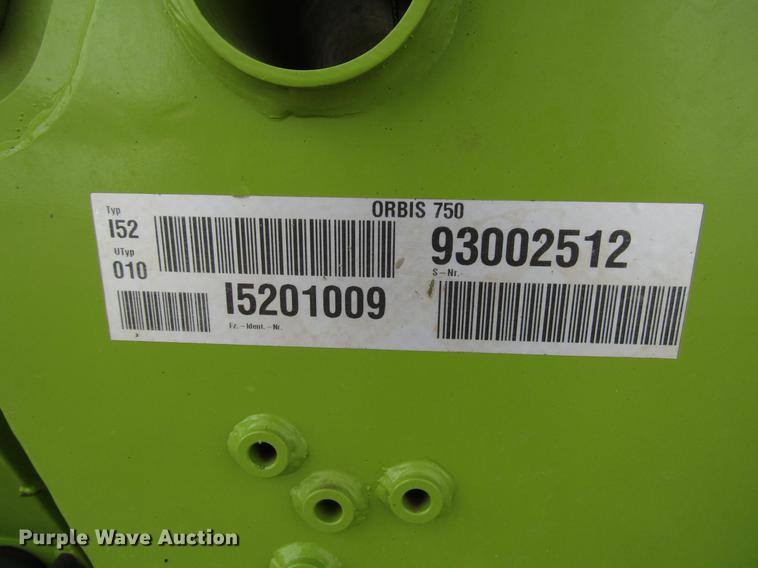 Typ
ORBIS 750
I52
93002512
UTyp
010
S-Nr.
I5201009
Fz.-Ident.-Nr.
Purple Wave Auction